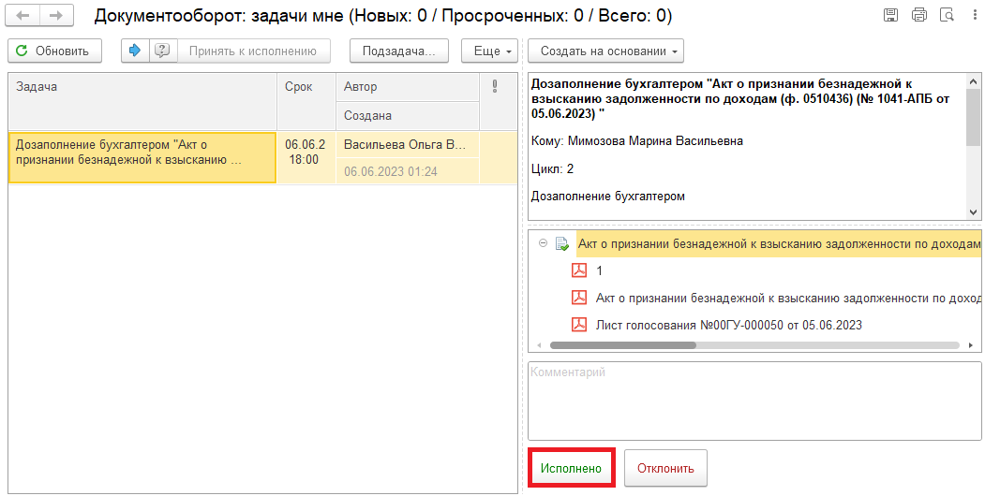 Документооборот: задачи мне (Новых: 0 / Просроченных: 0 / Всего: 0)
Обновить
Принять к исполнению
Подзадача...
Еще
Создать на основании
Задача
Срок
Автор
Создана
Дозаполнение бухгалтером "Акт о
признании безнадежной к взысканию ...
06.06.2
18:00
Васильева Ольга В...
06.06.2023 01:24
Дозаполнение бухгалтером "Акт о признании безнадежной к
взысканию задолженности по доходам (ф. 0510436) (№ 1041-АПБ от
05.06.2023) "
Кому: Мимозова Марина Васильевна
Цикл: 2
Дозаполнение бухгалтером
Акт о признании безнадежной к взысканию задолженности по доходам
1
Акт о признании безнадежной к взысканию задолженности по доход
Лист голосования №00ГУ-000050 от 05.06.2023
Комментарий
Исполнено
Отклонить